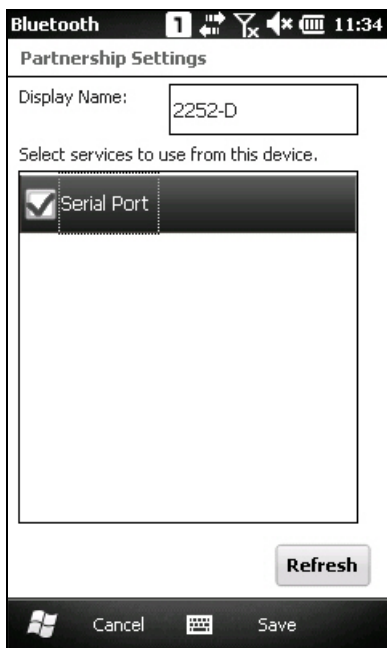 Bluetooth 1 11:34
Partnership Settings
Display Name: 2252-D
Select services to use from this device.
Serial Port
Refresh
Cancel Save